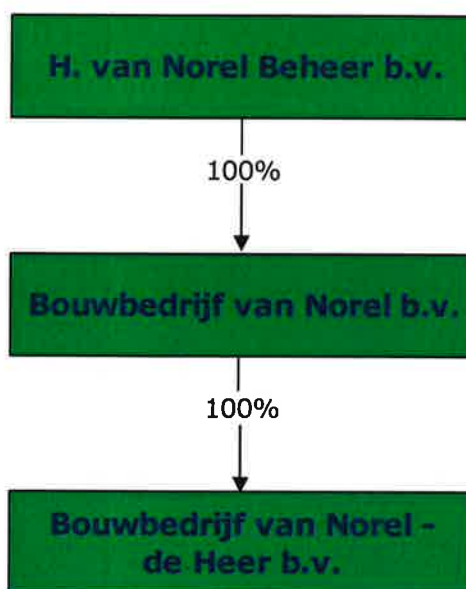 H. van Norel Beheer b.v.
100%
Bouwbedrijf van Norel b.v.
100%
Bouwbedrijf van Norel -
de Heer b.v.